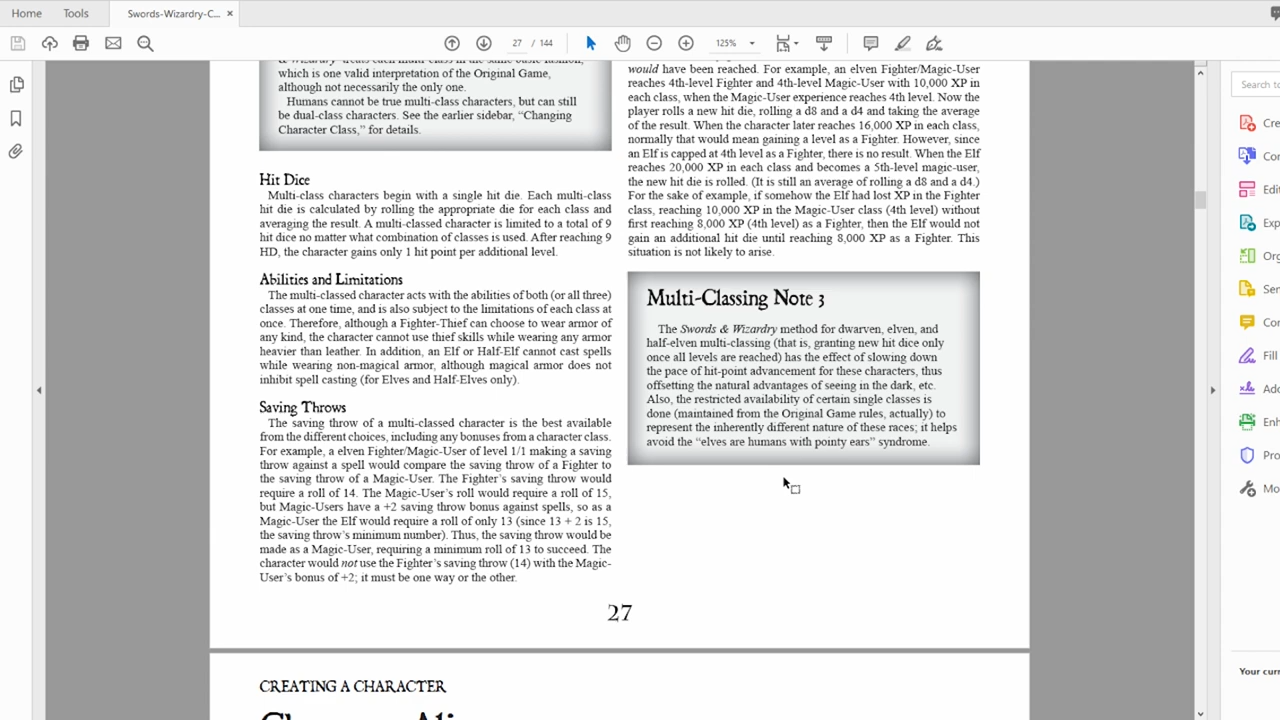 Home
Tools
Swords-Wizardry-C... ×
27 / 144
125%
which is one valid interpretation of the Original Game,
although not necessarily the only one.
Humans cannot be true multi-class characters, but can still
be dual-class characters. See the earlier sidebar, “Changing
Character Class,” for details.
Hit Dice
Multi-class characters begin with a single hit die. Each multi-class
hit die is calculated by rolling the appropriate die for each class and
averaging the result. A multi-classed character is limited to a total of 9
hit dice no matter what combination of classes is used. After reaching 9
HD, the character gains only 1 hit point per additional level.
Abilities and Limitations
The multi-classed character acts with the abilities of both (or all three)
classes at one time, and is also subject to the limitations of each class at
once. Therefore, although a Fighter-Thief can choose to wear armor of
any kind, the character cannot use thief skills while wearing any armor
heavier than leather. In addition, an Elf or Half-Elf cannot cast spells
while wearing non-magical armor, although magical armor does not
inhibit spell casting (for Elves and Half-Elves only).
Saving Throws
The saving throw of a multi-classed character is the best available
from the different choices, including any bonuses from a character class.
For example, a elven Fighter/Magic-User of level 1/1 making a saving
throw against a spell would compare the saving throw of a Fighter to
the saving throw of a Magic-User. The Fighter’s saving throw would
require a roll of 14. The Magic-User’s roll would require a roll of 15,
but Magic-Users have a +2 saving throw bonus against spells, so as a
Magic-User the Elf would require a roll of only 13 (since 13 + 2 is 15,
the saving throw’s minimum number). Thus, the saving throw would be
made as a Magic-User, requiring a minimum roll of 13 to succeed. The
character would not use the Fighter’s saving throw (14) with the Magic-
User’s bonus of +2; it must be one way or the other.
would have been reached. For example, an elven Fighter/Magic-User
reaches 4th-level Fighter and 4th-level Magic-User with 10,000 XP in
each class, when the Magic-User experience reaches 4th level. Now the
player rolls a new hit die, rolling a d8 and a d4 and taking the average
of the result. When the character later reaches 16,000 XP in each class,
normally that would mean gaining a level as a Fighter. However, since
an Elf is capped at 4th level as a Fighter, there is no result. When the Elf
reaches 20,000 XP in each class and becomes a 5th-level magic-user,
the new hit die is rolled. (It is still an average of rolling a d8 and a d4.)
For the sake of example, if somehow the Elf had lost XP in the Fighter
class, reaching 10,000 XP in the Magic-User class (4th level) without
first reaching 8,000 XP (4th level) as a Fighter, then the Elf would not
gain an additional hit die until reaching 8,000 XP as a Fighter. This
situation is not likely to arise.
Multi-Classing Note 3
The Swords & Wizardry method for dwarven, elven, and
half-elven multi-classing (that is, granting new hit dice only
once all levels are reached) has the effect of slowing down
the pace of hit-point advancement for these characters, thus
offsetting the natural advantages of seeing in the dark, etc.
Also, the restricted availability of certain single classes is
done (maintained from the Original Game rules, actually) to
represent the inherently different nature of these races; it helps
avoid the “elves are humans with pointy ears” syndrome.
27
CREATING A CHARACTER
Search to
Cre
Con
Edi
Exp
Org
Sen
Con
Fill
Add
Enh
Pro
Mo
Your curr